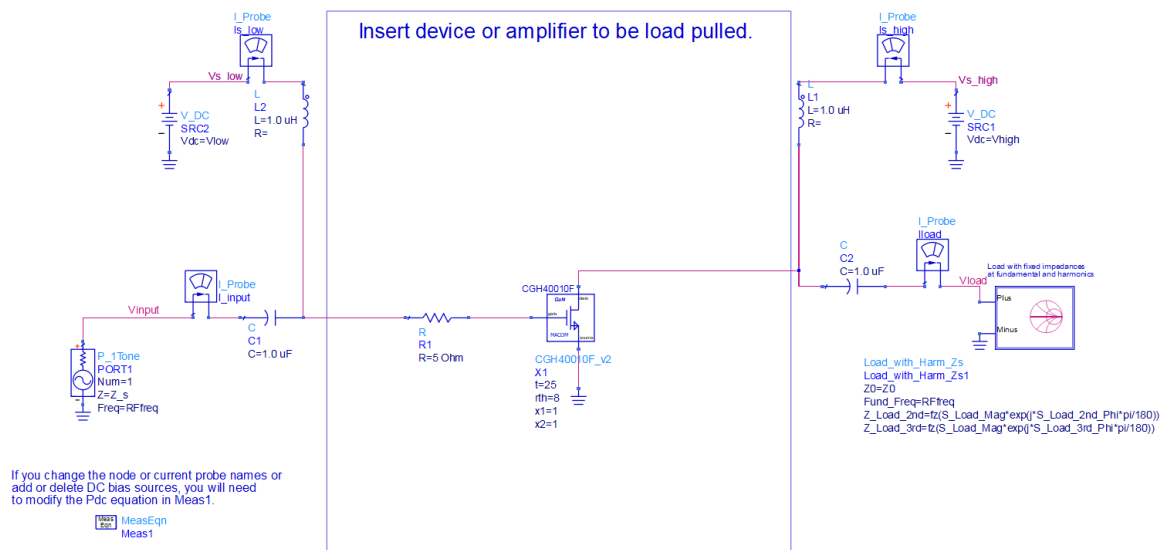 Insert device or amplifier to be load pulled.
I_Probe
Is_low
Vs_low
V_DC
SRC2
Vdc=Vlow
L
L2
L=1.0 uH
R=
I_Probe
Is_high
Vs_high
L
L1
L=1.0 uH
R=
V_DC
SRC1
Vdc=Vhigh
I_Probe
I_input
Vinput
C
C1
C=1.0 uF
P_1Tone
PORT1
Num=1
Z=Z_s
Freq=RFfreq
R
R1
R=5 Ohm
CGH40010F
GaN
MACOM
CGH40010F_v2
X1
t=25
rth=8
x1=1
x2=1
C
C2
C=1.0 uF
I_Probe
Iload
Vload
Load with fixed impedances
at fundamental and harmonics
Plus
Minus
Load_with_Harm_Zs
Load_with_Harm_Zs1
Z0=Z0
Fund_Freq=RFfreq
Z_Load_2nd=fz(S_Load_Mag*exp(j*S_Load_2nd_Phi*pi/180))
Z_Load_3rd=fz(S_Load_Mag*exp(j*S_Load_3rd_Phi*pi/180))
If you change the node or current probe names or
add or delete DC bias sources, you will need
to modify the Pdc equation in Meas1.
Meas
Eqn
MeasEqn
Meas1